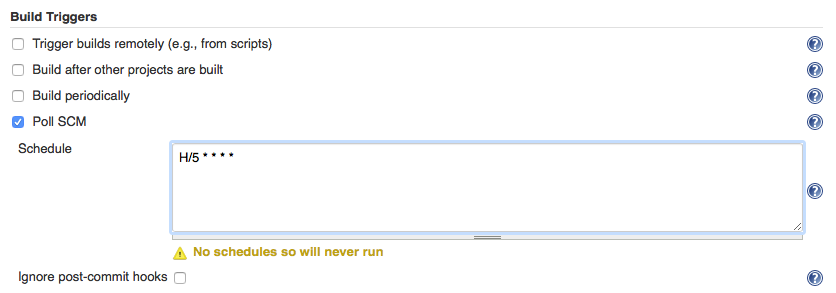 Build Triggers
Trigger builds remotely (e.g., from scripts)
Build after other projects are built
Build periodically
Poll SCM
Schedule
H/5 * * * *
No schedules so will never run
Ignore post-commit hooks